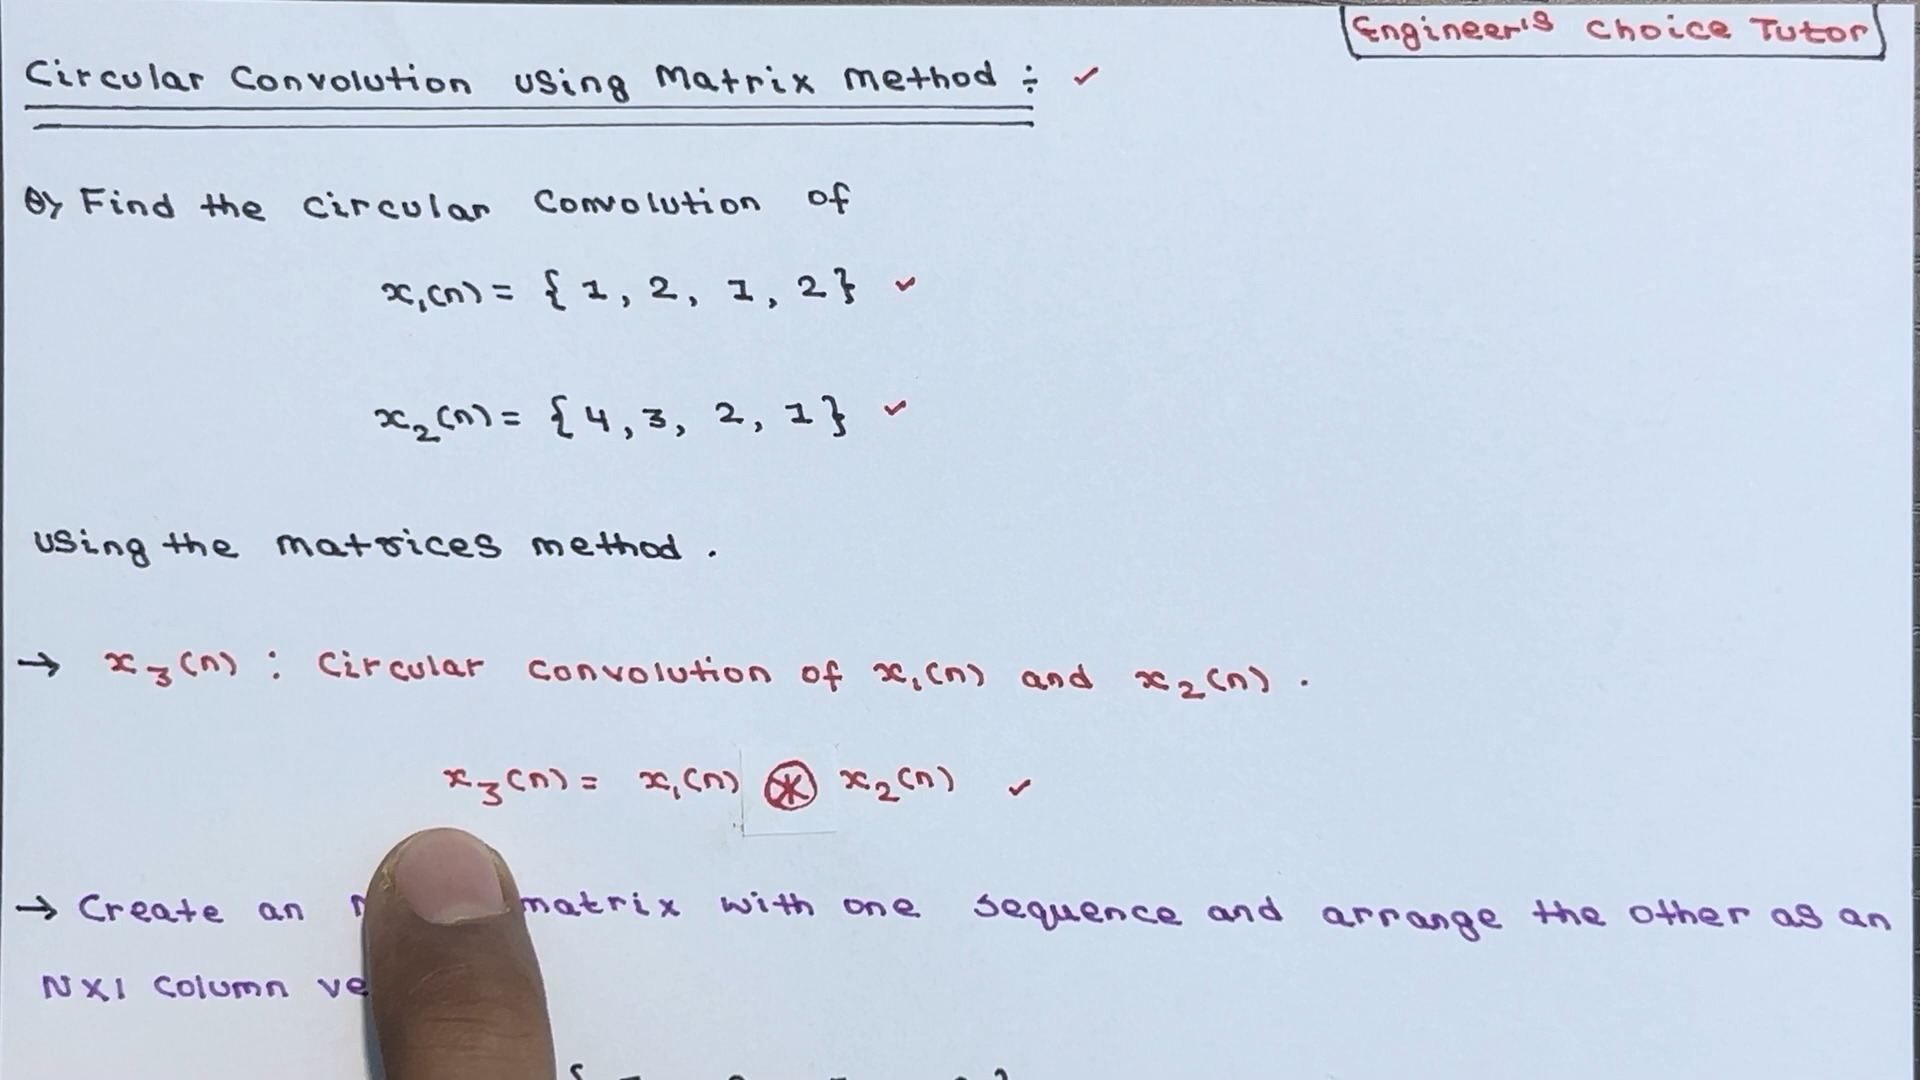 Engineer's Choice Tutor
Circular Convolution using Matrix method :
Q) Find the circular convolution of
x₁(n) = { 1, 2, 1, 2}
x₂(n) = { 4, 3, 2, 1}
using the matrices method .
→ x₃(n) : Circular convolution of x₁(n) and x₂(n) .
x₃(n) = x₁(n) ⊛ x₂(n)
→ Create an matrix with one sequence and arrange the other as an
NX1 column